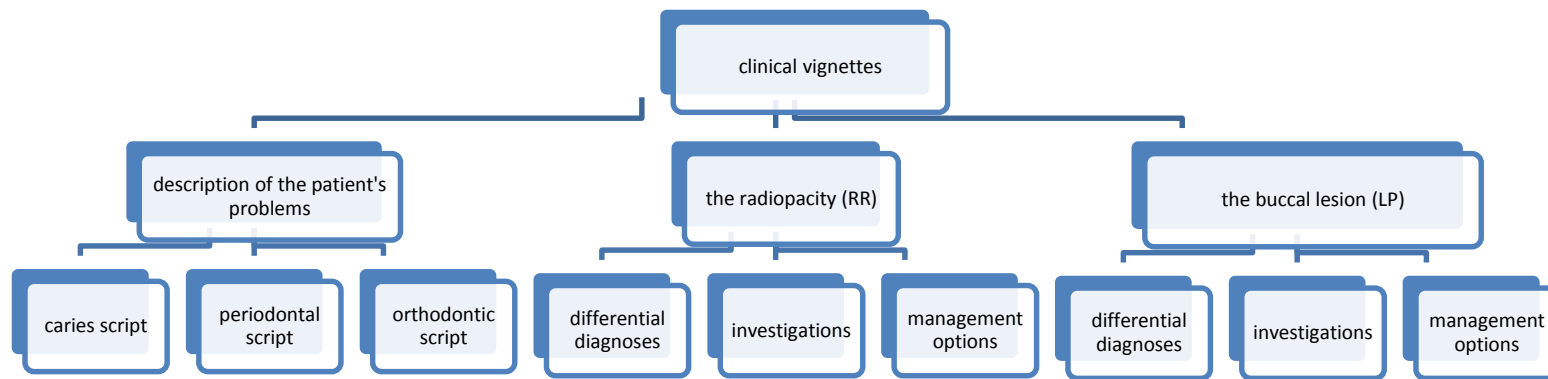 clinical vignettes
description of the patient's
problems
the radiopacity (RR)
the buccal lesion (LP)
caries script
periodontal
script
orthodontic
script
differential
diagnoses
investigations
management
options
differential
diagnoses
investigations
management
options